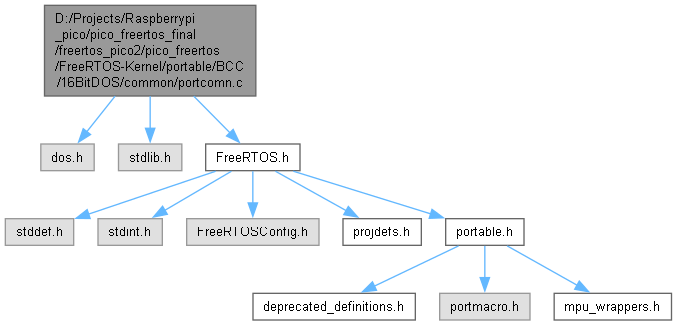 D:/Projects/Raspberrypi
_pico/pico_freertos_final
/freertos_pico2/pico_freertos
/FreeRTOS-Kernel/portable/BCC
/16BitDOS/common/portcomn.c
dos.h
stdlib.h
FreeRTOS.h
stddef.h
stdint.h
FreeRTOSConfig.h
projdefs.h
portable.h
deprecated_definitions.h
portmacro.h
mpu_wrappers.h